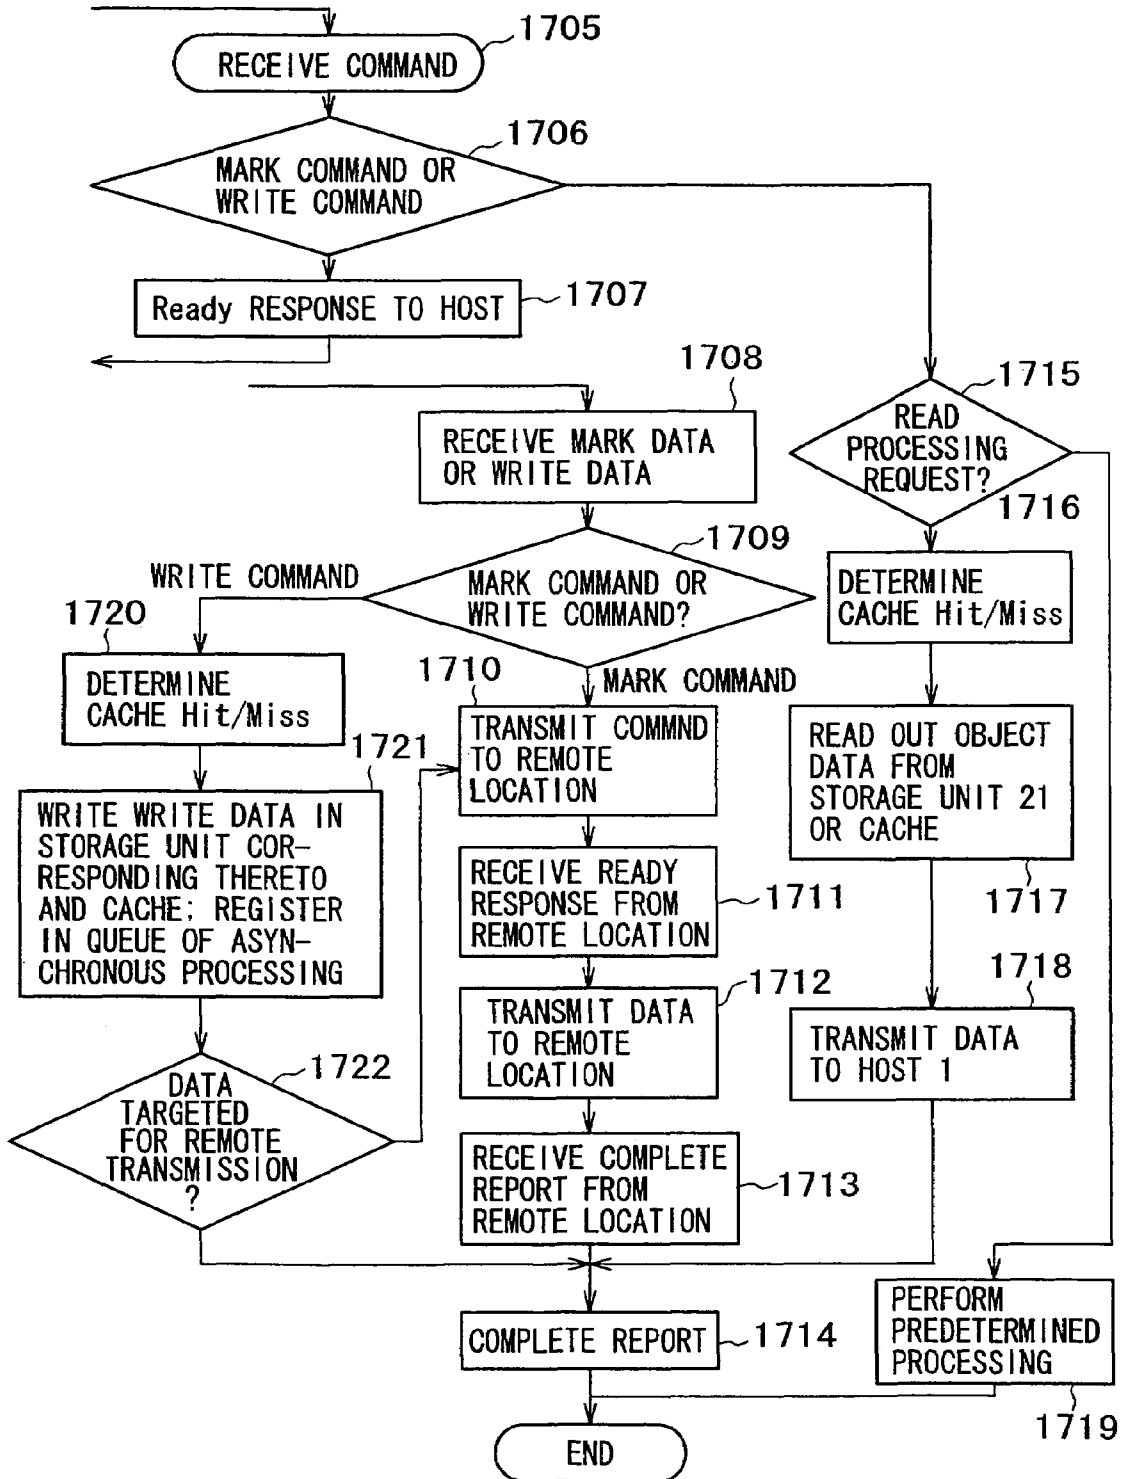 1705
RECEIVE COMMAND
1706
MARK COMMAND OR
WRITE COMMAND
Ready RESPONSE TO HOST
1707
1708
RECEIVE MARK DATA
OR WRITE DATA
1715
READ
PROCESSING
REQUEST?
1716
DETERMINE
CACHE Hit/Miss
1709
MARK COMMAND OR
WRITE COMMAND?
WRITE COMMAND
1720
DETERMINE
CACHE Hit/Miss
MARK COMMAND
1710
TRANSMIT COMMND
TO REMOTE
LOCATION
READ OUT OBJECT
DATA FROM
STORAGE UNIT 21
OR CACHE
1717
1721
WRITE WRITE DATA IN
STORAGE UNIT COR-
RESPONDING THERETO
AND CACHE; REGISTER
IN QUEUE OF ASYN-
CHRONOUS PROCESSING
RECEIVE READY
RESPONSE FROM
REMOTE LOCATION
1711
1712
TRANSMIT DATA
TO REMOTE
LOCATION
1718
TRANSMIT DATA
TO HOST 1
1722
DATA
TARGETED
FOR REMOTE
TRANSMISSION
?
RECEIVE COMPLETE
REPORT FROM
REMOTE LOCATION
1713
COMPLETE REPORT
1714
PERFORM
PREDETERMINED
PROCESSING
1719
END